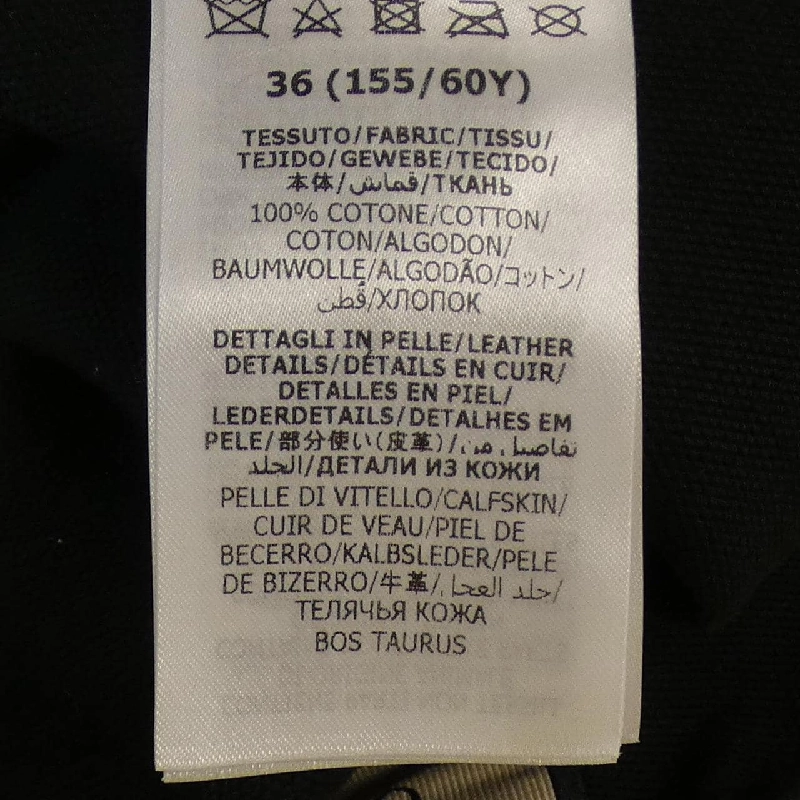 36 (155/60Y)
TESSUTO/FABRIC/TISSU/
TEJIDO/GEWEBE/TECIDO/
本体/قماش/ТКАНЬ
100% COTONE/COTTON/
COTON/ALGODON/
BAUMWOLLE/ALGODÃO/コットン/
قطن/ХЛОПОК
DETTAGLI IN PELLE/LEATHER
DETAILS/DÉTAILS EN CUIR/
DETALLES EN PIEL/
LEDERDETAILS/DETALHES EM
PELE/部分使い(皮革)/تفاصيل من
الجلد/ДЕТАЛИ ИЗ КОЖИ
PELLE DI VITELLO/CALFSKIN/
CUIR DE VEAU/PIEL DE
BECERRO/KALBSLEDER/PELE
DE BIZERRO/牛革/جلد العجل/
ТЕЛЯЧЬЯ КОЖА
BOS TAURUS